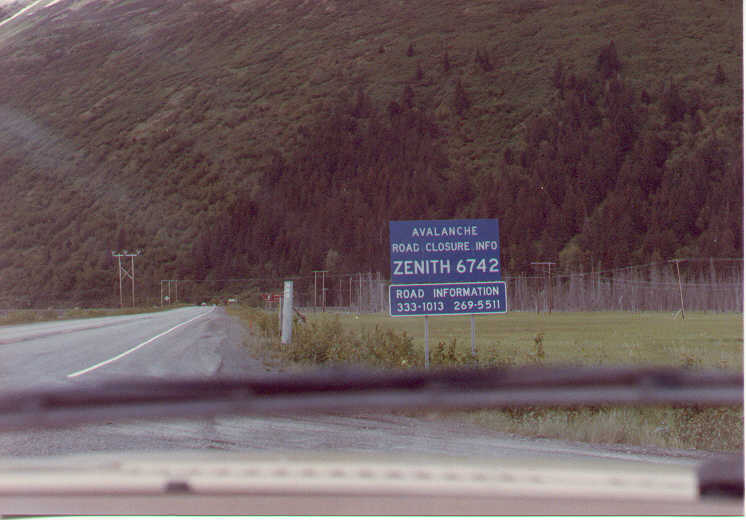 AVALANCHE
ROAD CLOSURE INFO
ZENITH 6742
ROAD INFORMATION
333-1013 269-5511